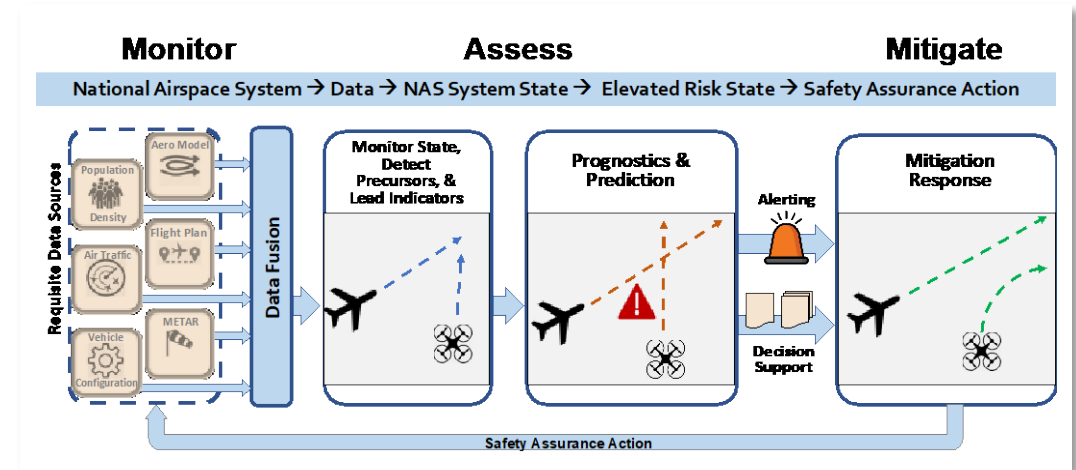 Monitor
Assess
Mitigate
National Airspace System → Data → NAS System State → Elevated Risk State → Safety Assurance Action
Requisite Data Sources
Aero Model
Population
Density
Flight Plan
Air Traffic
METAR
Vehicle
Configuration
Data Fusion
Monitor State,
Detect
Precursors, &
Lead Indicators
Prognostics &
Prediction
Alerting
Decision
Support
Mitigation
Response
Safety Assurance Action